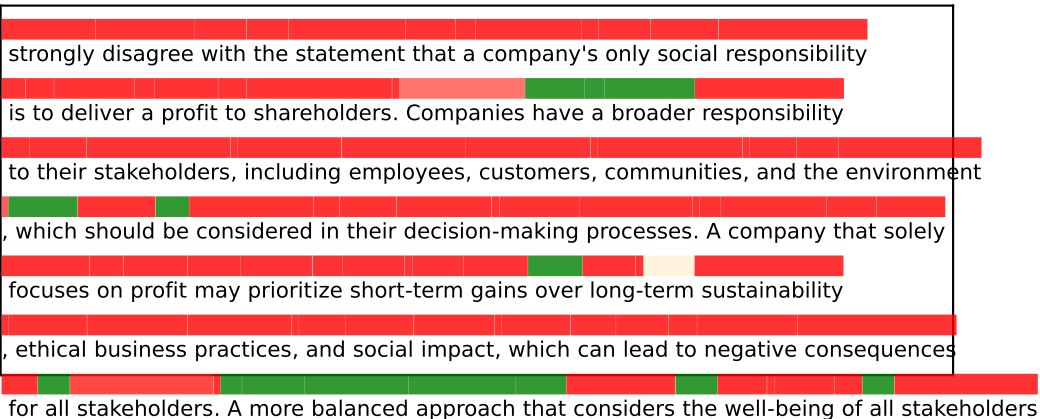 strongly disagree with the statement that a company's only social responsibility
is to deliver a profit to shareholders. Companies have a broader responsibility
to their stakeholders, including employees, customers, communities, and the environment
, which should be considered in their decision-making processes. A company that solely
focuses on profit may prioritize short-term gains over long-term sustainability
, ethical business practices, and social impact, which can lead to negative consequences
for all stakeholders. A more balanced approach that considers the well-being of all stakeholders